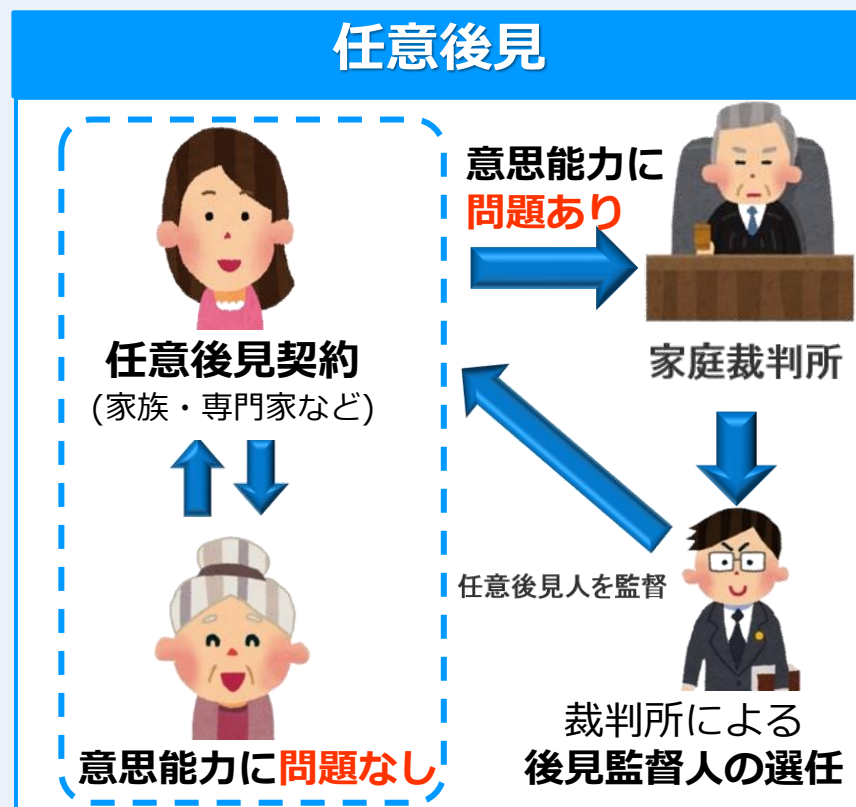 任意後見
意思能力に
問題あり
家庭裁判所
任意後見契約
(家族・専門家など)
任意後見人を監督
意思能力に問題なし
裁判所による
後見監督人の選任